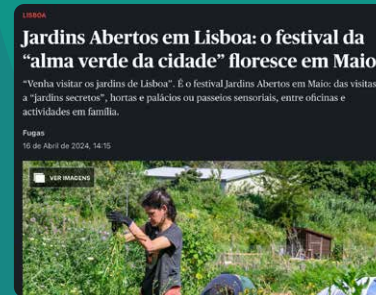 LISBOA
Jardins Abertos em Lisboa: o festival da
“alma verde da cidade” floresce em Maio
“Venha visitar os jardins de Lisboa”. É o festival Jardins Abertos em Maio: das visitas
a “jardins secretos”, hortas e palácios ou passeios sensoriais, entre oficinas e
actividades em família.
Fugas
16 de Abril de 2024, 14:15
VER IMAGENS